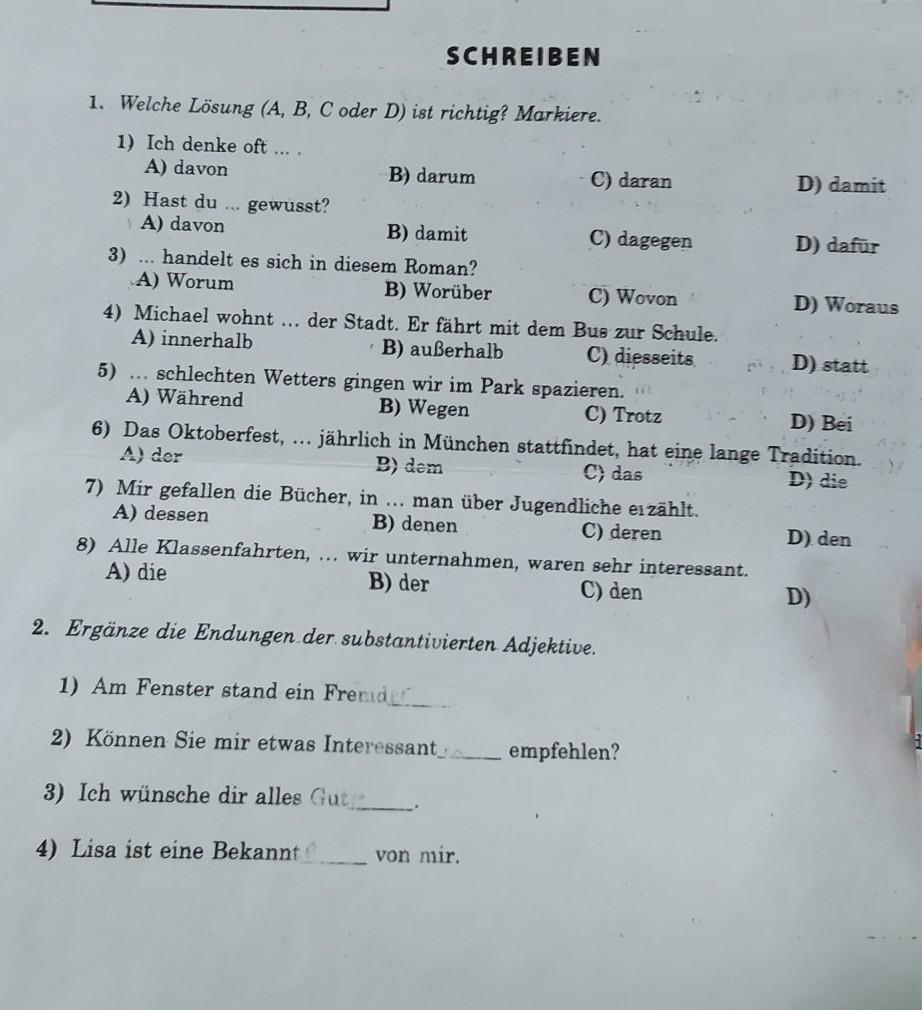 SCHREIBEN
1. Welche Lösung (A, B, C oder D) ist richtig? Markiere.
1) Ich denke oft ... .
A) davon B) darum C) daran D) damit
2) Hast du ... gewusst?
A) davon B) damit C) dagegen D) dafür
3) ... handelt es sich in diesem Roman?
A) Worum B) Worüber C) Wovon D) Woraus
4) Michael wohnt ... der Stadt. Er fährt mit dem Bus zur Schule.
A) innerhalb B) außerhalb C) diesseits D) statt
5) ... schlechten Wetters gingen wir im Park spazieren.
A) Während B) Wegen C) Trotz D) Bei
6) Das Oktoberfest, ... jährlich in München stattfindet, hat eine lange Tradition.
A) der B) dem C) das D) die
7) Mir gefallen die Bücher, in ... man über Jugendliche erzählt.
A) dessen B) denen C) deren D) den
8) Alle Klassenfahrten, ... wir unternahmen, waren sehr interessant.
A) die B) der C) den D)
2. Ergänze die Endungen der substantivierten Adjektive.
1) Am Fenster stand ein Fremd____
2) Können Sie mir etwas Interessant_____ empfehlen?
3) Ich wünsche dir alles Gut_____.
4) Lisa ist eine Bekannt_____ von mir.